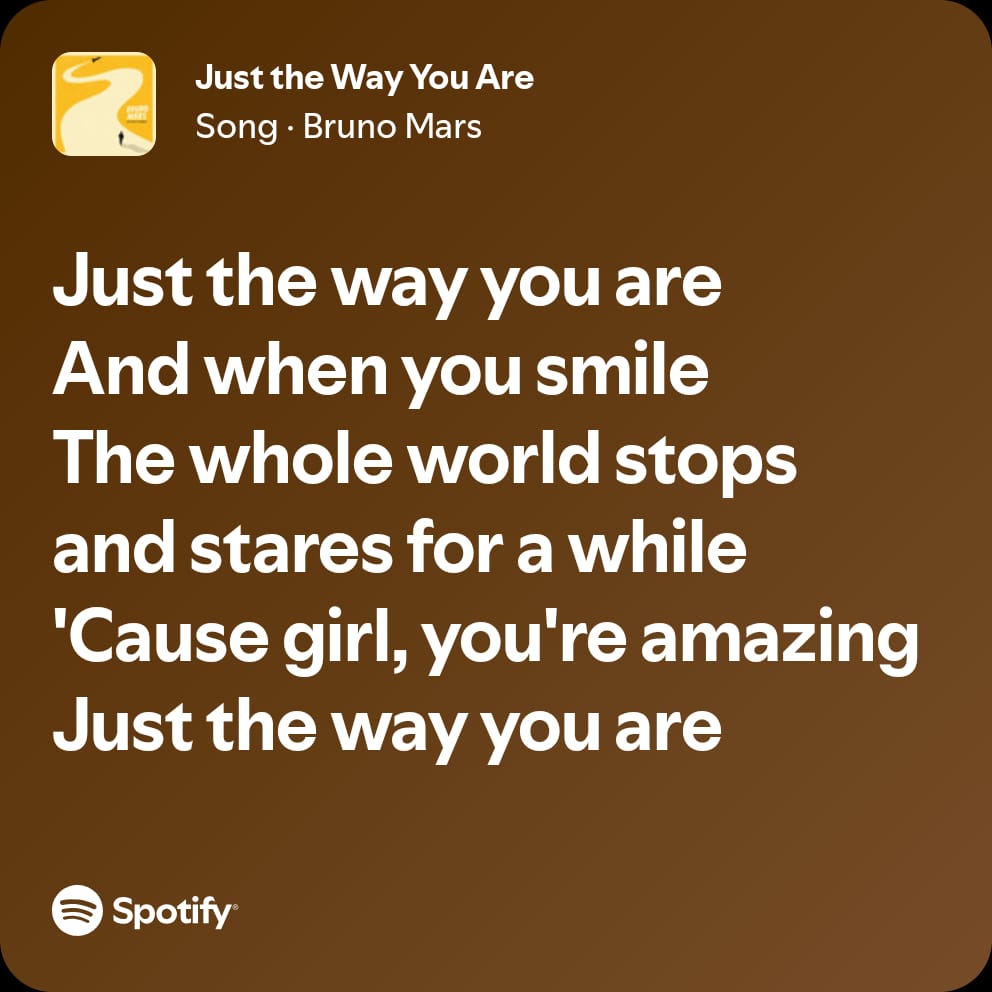 Just the Way You Are
Song · Bruno Mars
Just the way you are
And when you smile
The whole world stops
and stares for a while
'Cause girl, you're amazing
Just the way you are
Spotify®